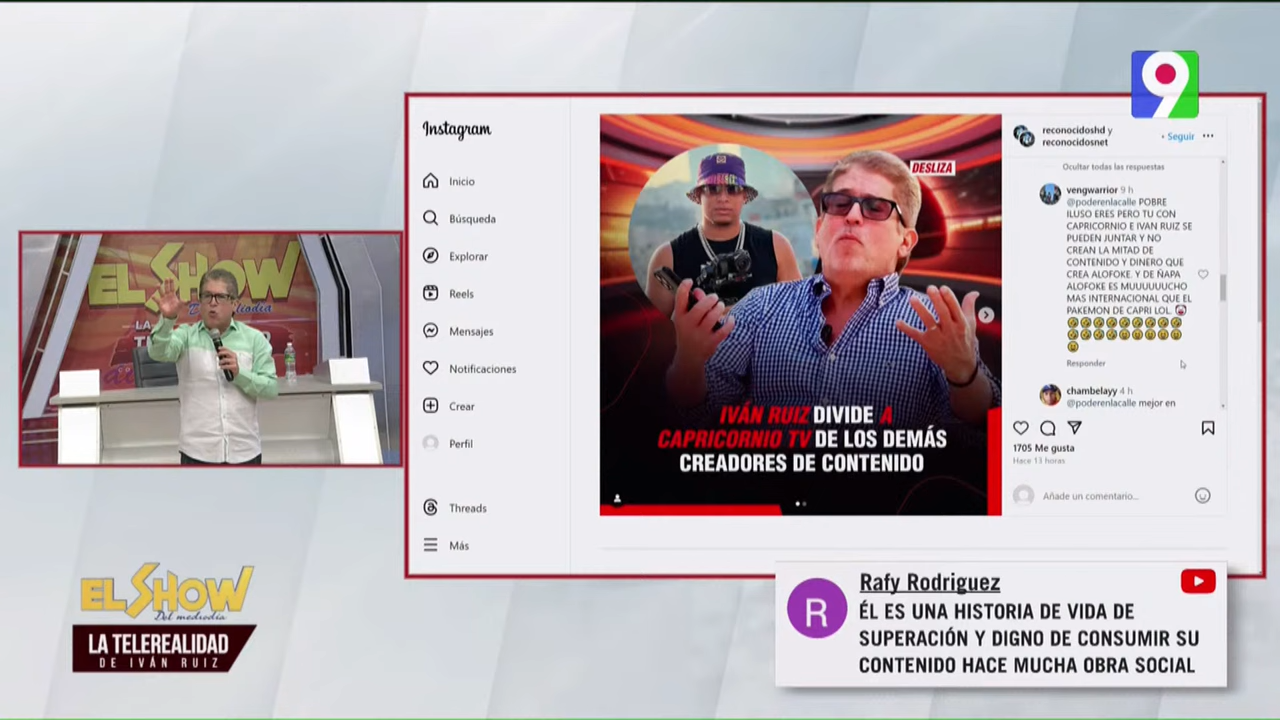 9
Instagram
Inicio
Búsqueda
Explorar
Reels
Mensajes
Notificaciones
Crear
Perfil
Threads
Más
DESLIZA
IVÁN RUIZ DIVIDE A
CAPRICORNIO TV DE LOS DEMÁS
CREADORES DE CONTENIDO
reconocidoshd y
reconocidosnet
• Seguir
Ocultar todas las respuestas
vengwarrior 9 h
@poderenlacalle POBRE
ILUSO ERES PERO TU CON
CAPRICORNIO E IVAN RUIZ SE
PUEDEN JUNTAR Y NO
CREAN LA MITAD DE
CONTENIDO Y DINERO QUE
CREA ALOFOKE. Y DE ÑAPA
ALOFOKE ES MUUUUUUCHO
MAS INTERNACIONAL QUE EL
PAKEMON DE CAPRI LOL.
Responder
chambelayy 4 h
@poderenlacalle mejor en
1705 Me gusta
Hace 13 horas
Añade un comentario...
EL SHOW
Del mediodía
EL SHOW
Del mediodía
LA TELEREALIDAD
DE IVÁN RUIZ
R
Rafy Rodriguez
ÉL ES UNA HISTORIA DE VIDA DE
SUPERACIÓN Y DIGNO DE CONSUMIR SU
CONTENIDO HACE MUCHA OBRA SOCIAL